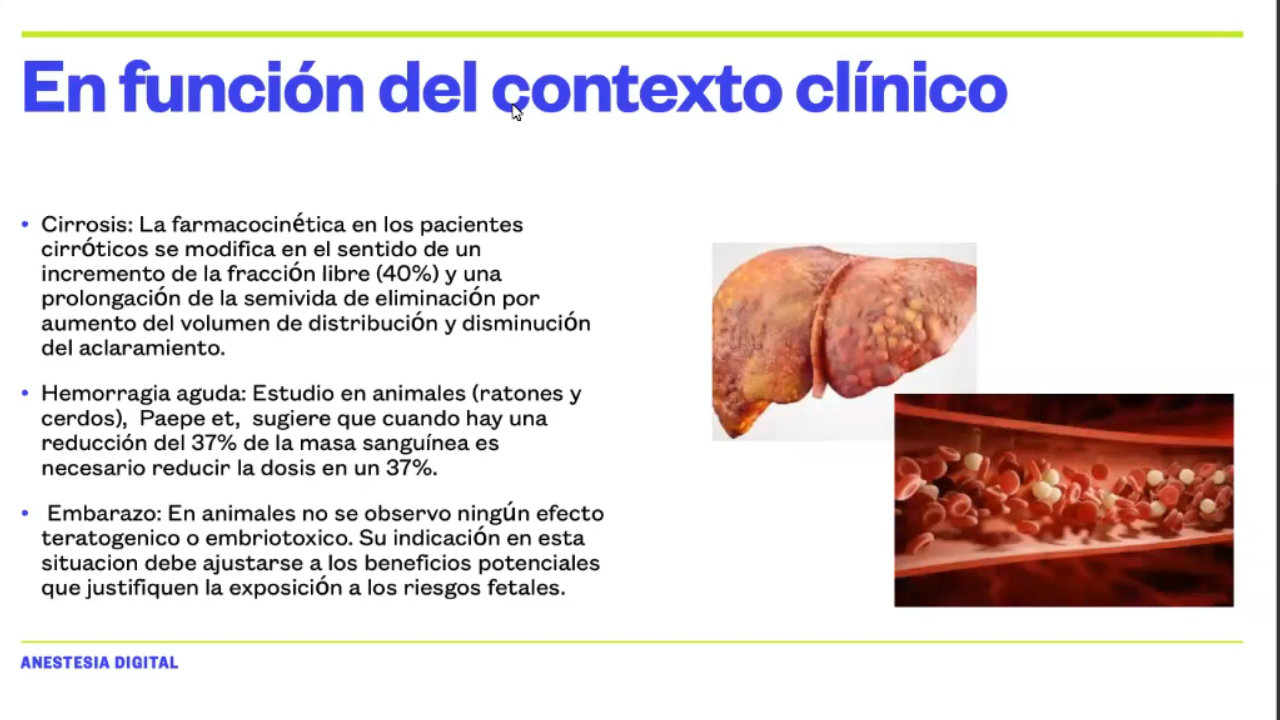 En función del contexto clínico
• Cirrosis: La farmacocinética en los pacientes
cirróticos se modifica en el sentido de un
incremento de la fracción libre (40%) y una
prolongación de la semivida de eliminación por
aumento del volumen de distribución y disminución
del aclaramiento.
• Hemorragia aguda: Estudio en animales (ratones y
cerdos), Paepe et, sugiere que cuando hay una
reducción del 37% de la masa sanguínea es
necesario reducir la dosis en un 37%.
• Embarazo: En animales no se observo ningún efecto
teratogenico o embriotoxico. Su indicación en esta
situacion debe ajustarse a los beneficios potenciales
que justifiquen la exposición a los riesgos fetales.
ANESTESIA DIGITAL